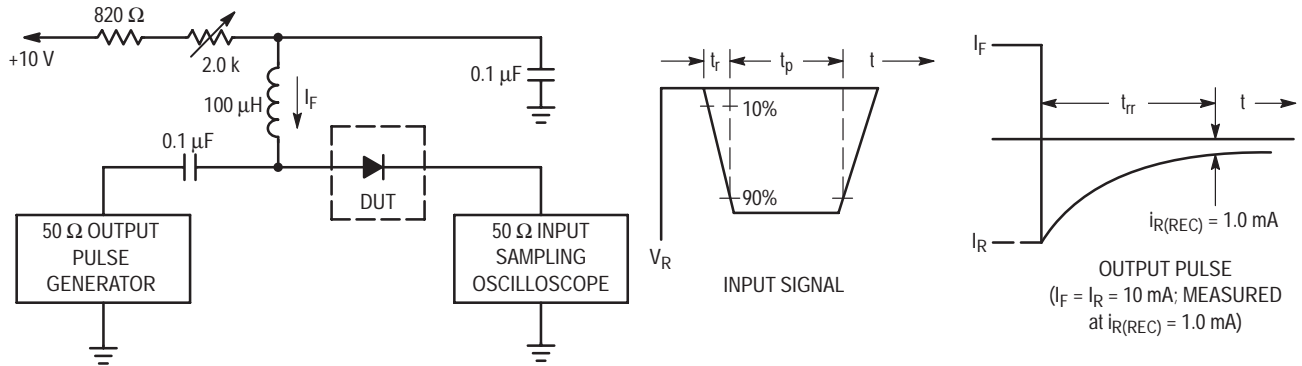 820 Ω
+10 V
2.0 k
0.1 µF
100 µH
I_F
0.1 µF
DUT
50 Ω OUTPUT
PULSE
GENERATOR
50 Ω INPUT
SAMPLING
OSCILLOSCOPE
t_r
t_p
t
10%
90%
V_R
INPUT SIGNAL
I_F
t_rr
t
i_R(REC) = 1.0 mA
I_R
OUTPUT PULSE
(I_F = I_R = 10 mA; MEASURED
at i_R(REC) = 1.0 mA)